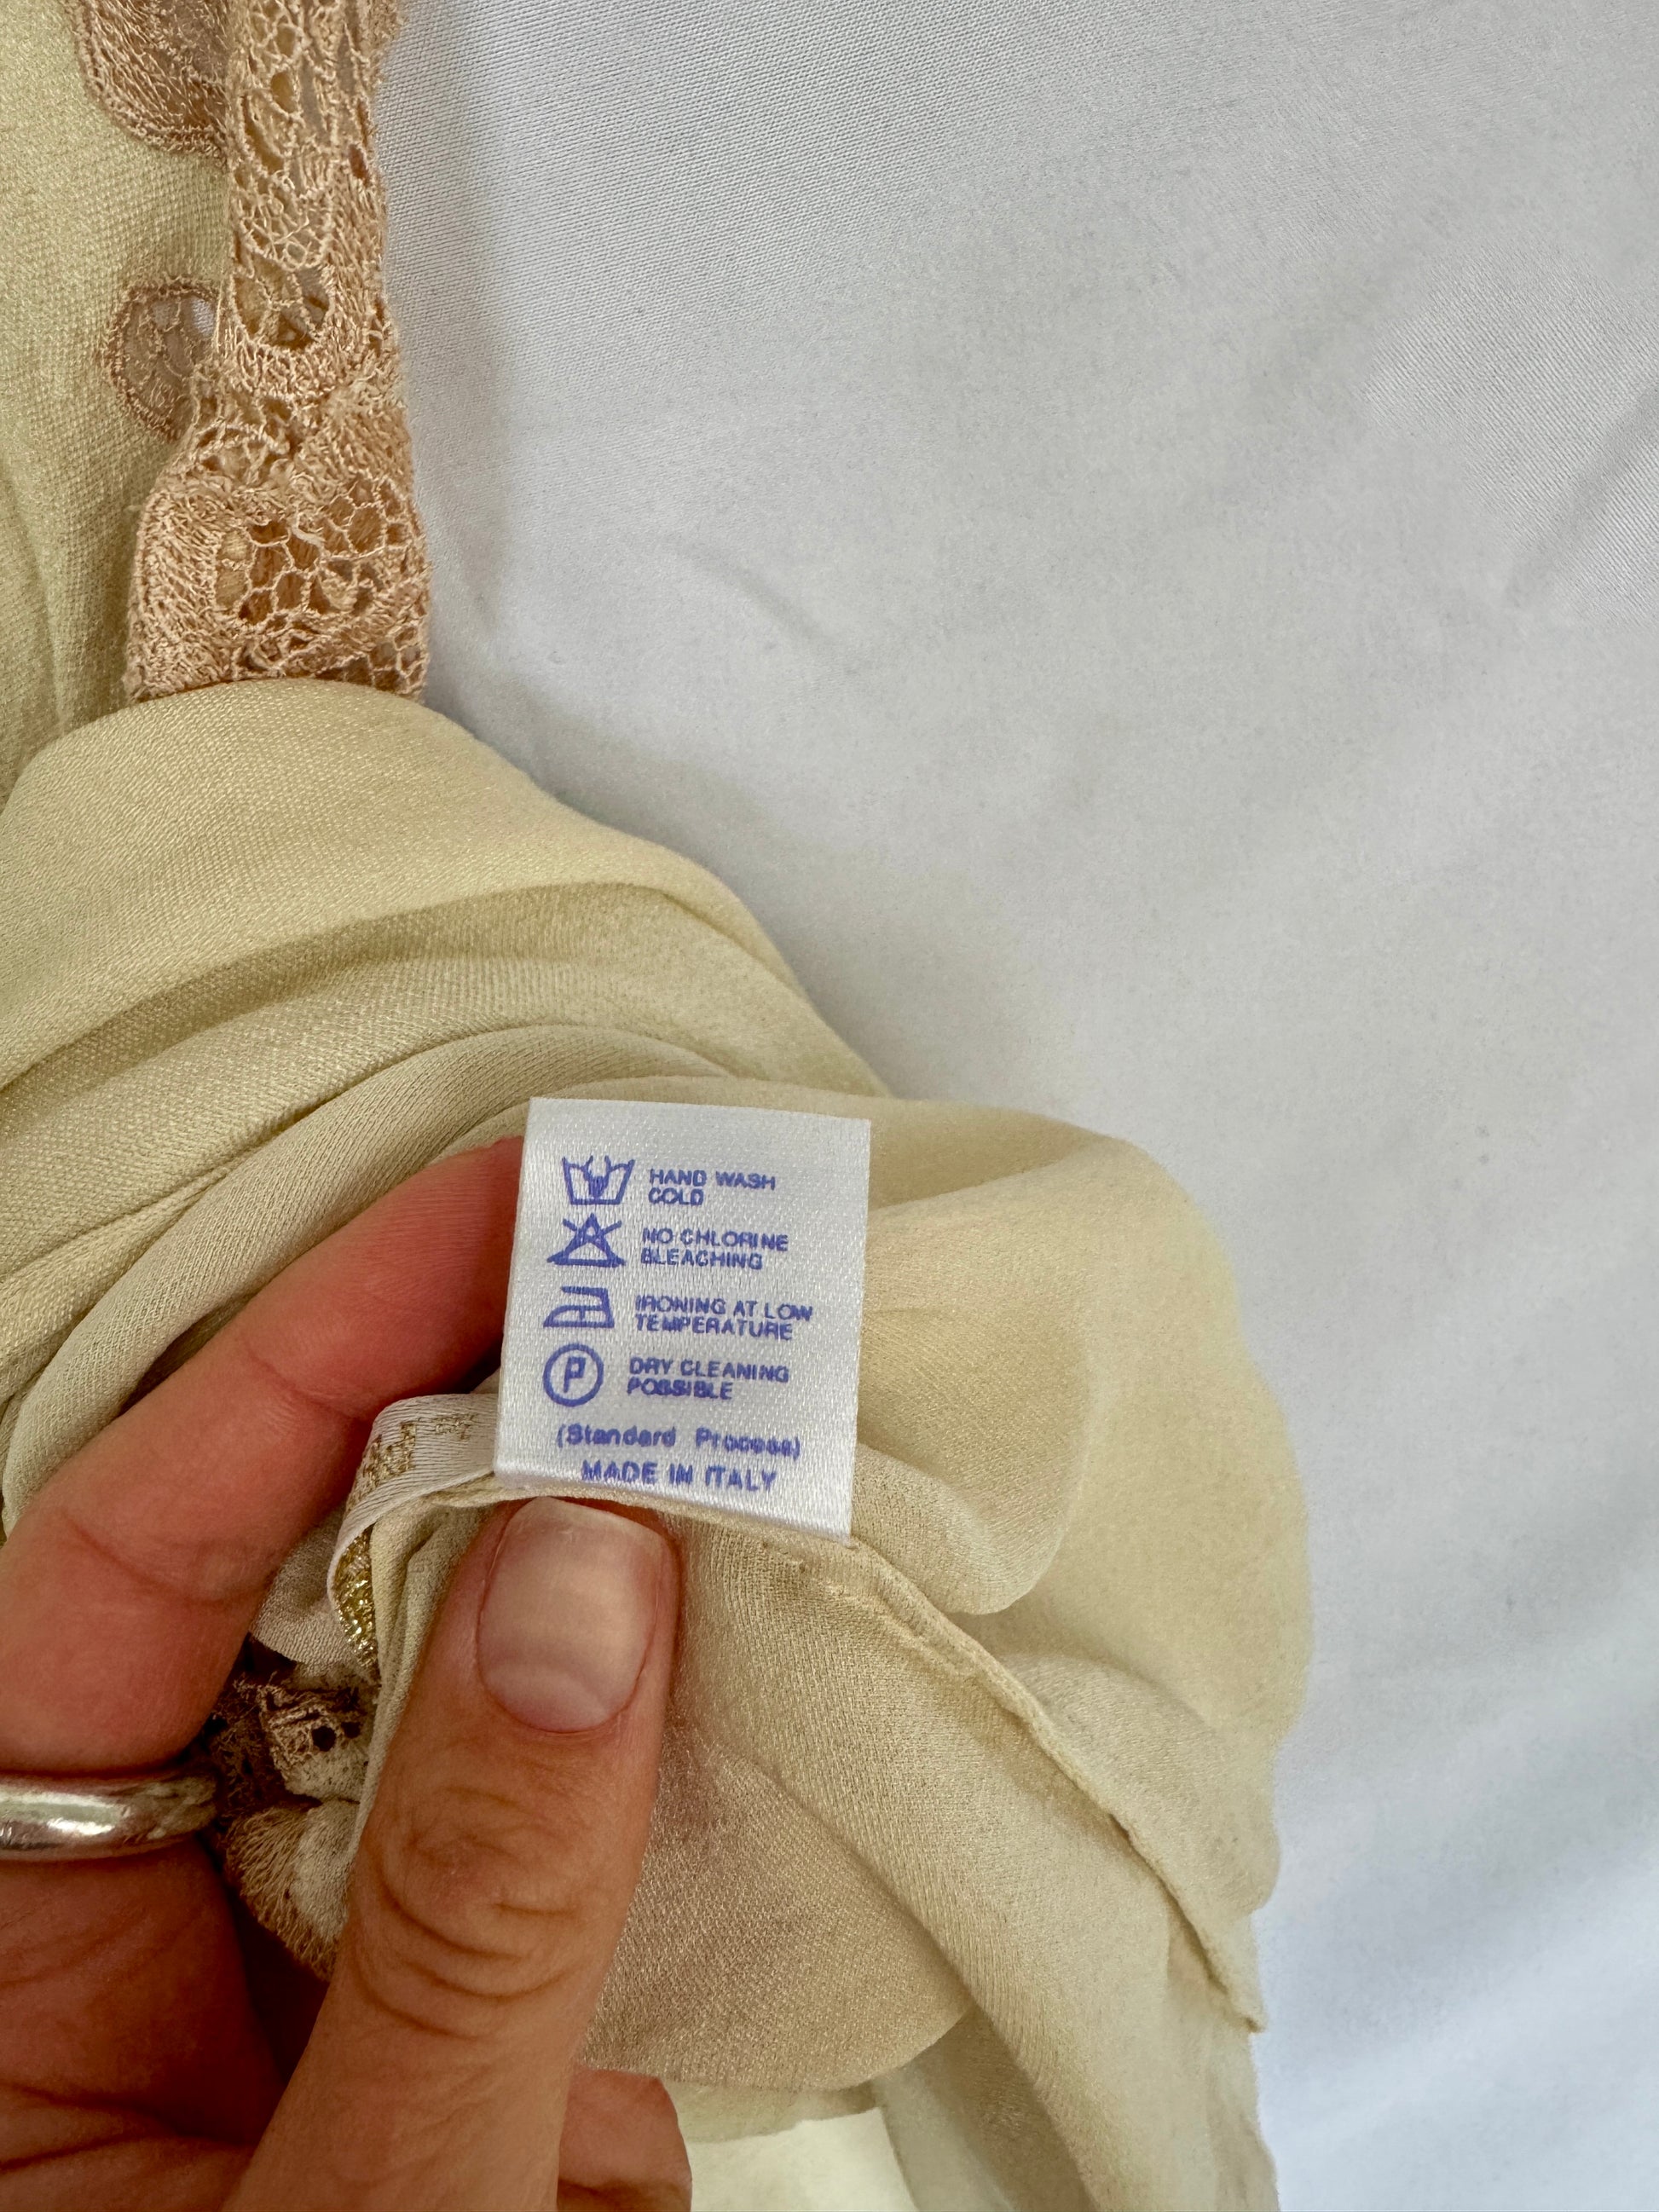 HAND WASH
COLD
NO CHLORINE
BLEACHING
IRONING AT LOW
TEMPERATURE
P
DRY CLEANING
POSSIBLE
(Standard Process)
MADE IN ITALY